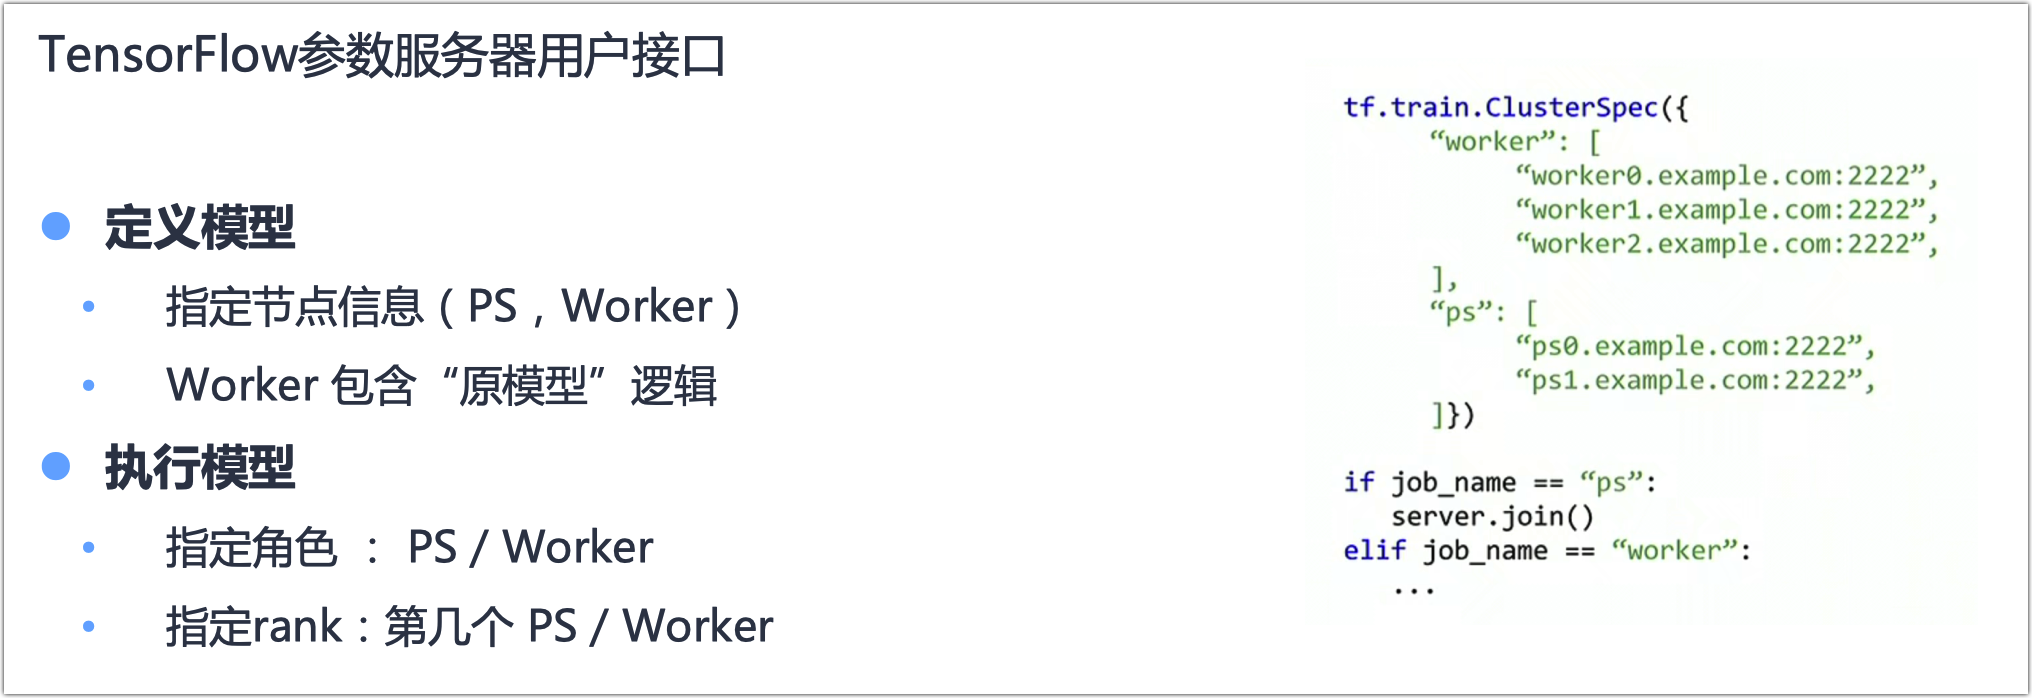 TensorFlow参数服务器用户接口
定义模型
指定节点信息（PS，Worker）
Worker 包含“原模型”逻辑
执行模型
指定角色 ： PS / Worker
指定rank：第几个 PS / Worker
tf.train.ClusterSpec({
“worker”: [
“worker0.example.com:2222”,
“worker1.example.com:2222”,
“worker2.example.com:2222”,
],
“ps”: [
“ps0.example.com:2222”,
“ps1.example.com:2222”,
]})
if job_name == “ps”:
server.join()
elif job_name == “worker”:
...